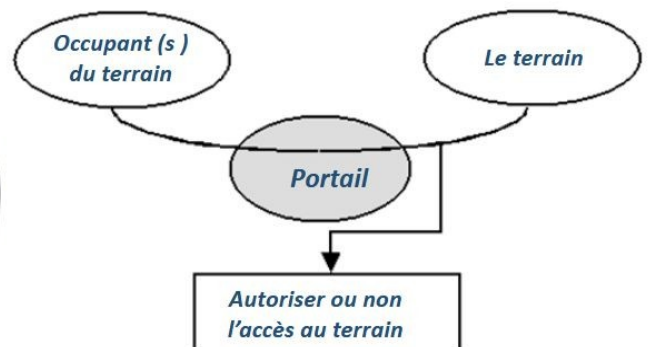 Occupant (s )
du terrain
Le terrain
Portail
Autoriser ou non
l’accès au terrain